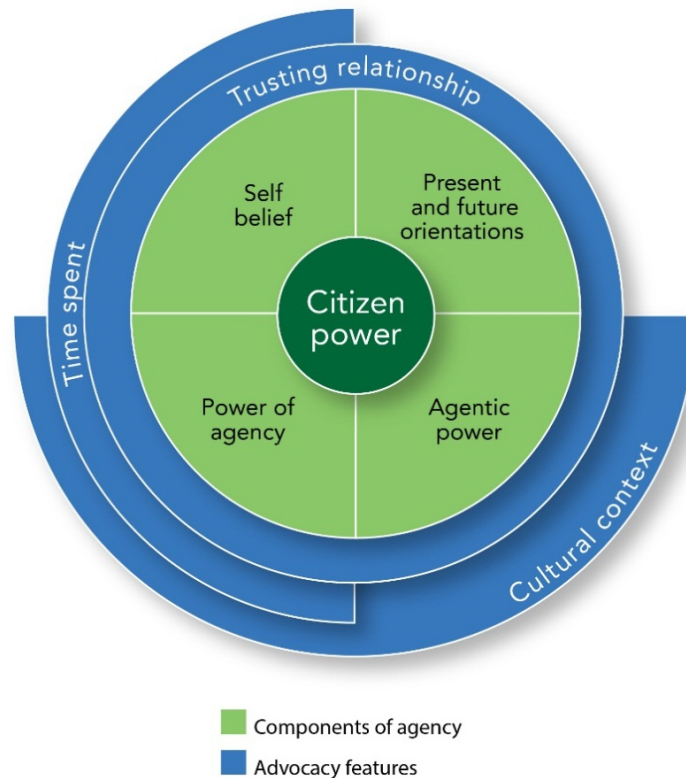 Trusting relationship
Self
belief
Present
and future
orientations
Time spent
Citizen
power
Power of
agency
Agentic
power
Cultural context
Components of agency
Advocacy features